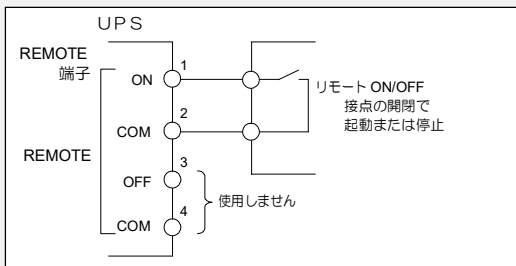 UPS
REMOTE
端子
ON
1
COM
2
REMOTE
OFF
3
COM
4
使用しません
リモート ON/OFF
接点の開閉で
起動または停止